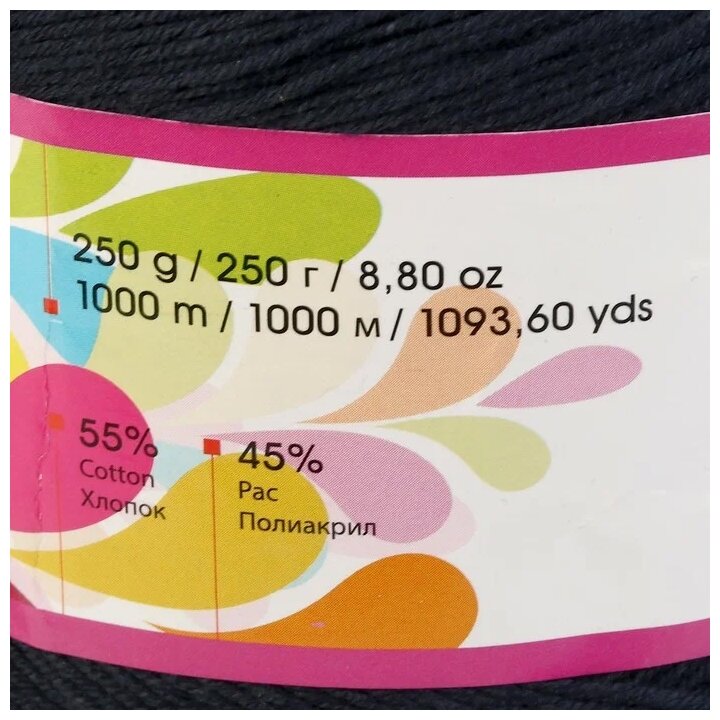 250 g / 250 г / 8,80 oz
1000 m / 1000 м / 1093,60 yds
55%
Cotton
Хлопок
45%
Pac
Полиакрил